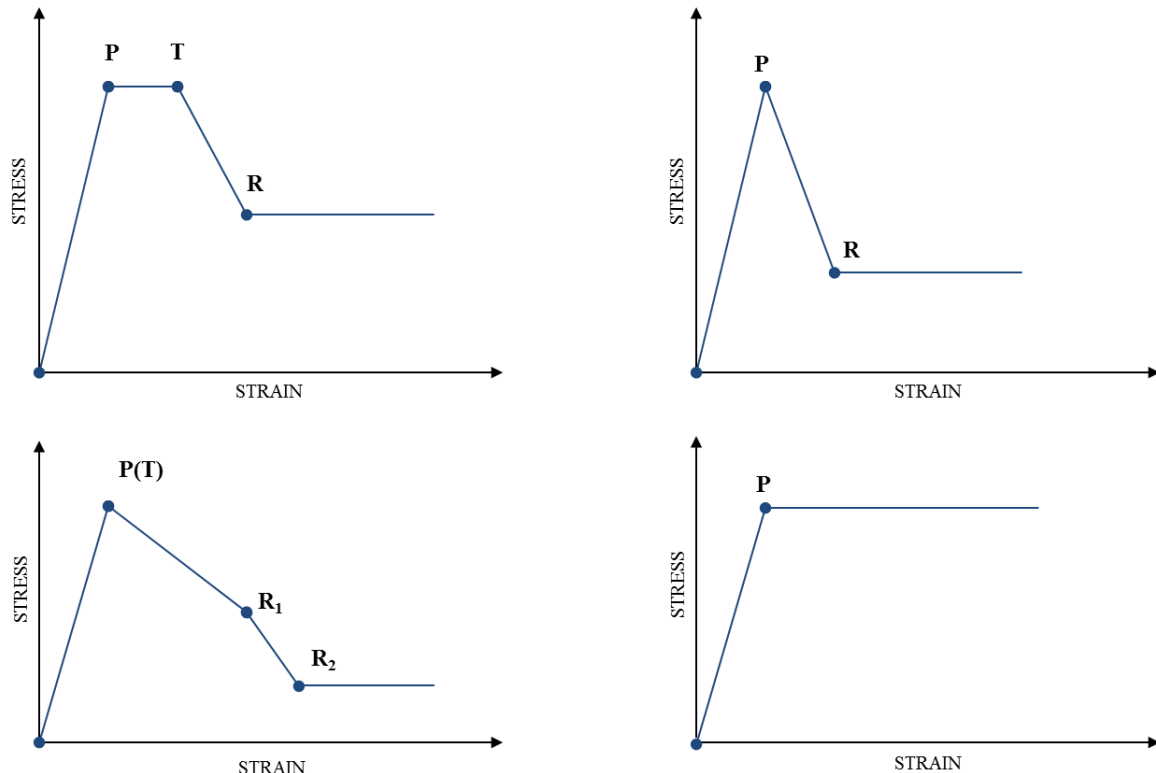 P
T
R
STRESS
STRAIN
P
R
STRESS
STRAIN
P(T)
R₁
R₂
STRESS
STRAIN
P
STRESS
STRAIN